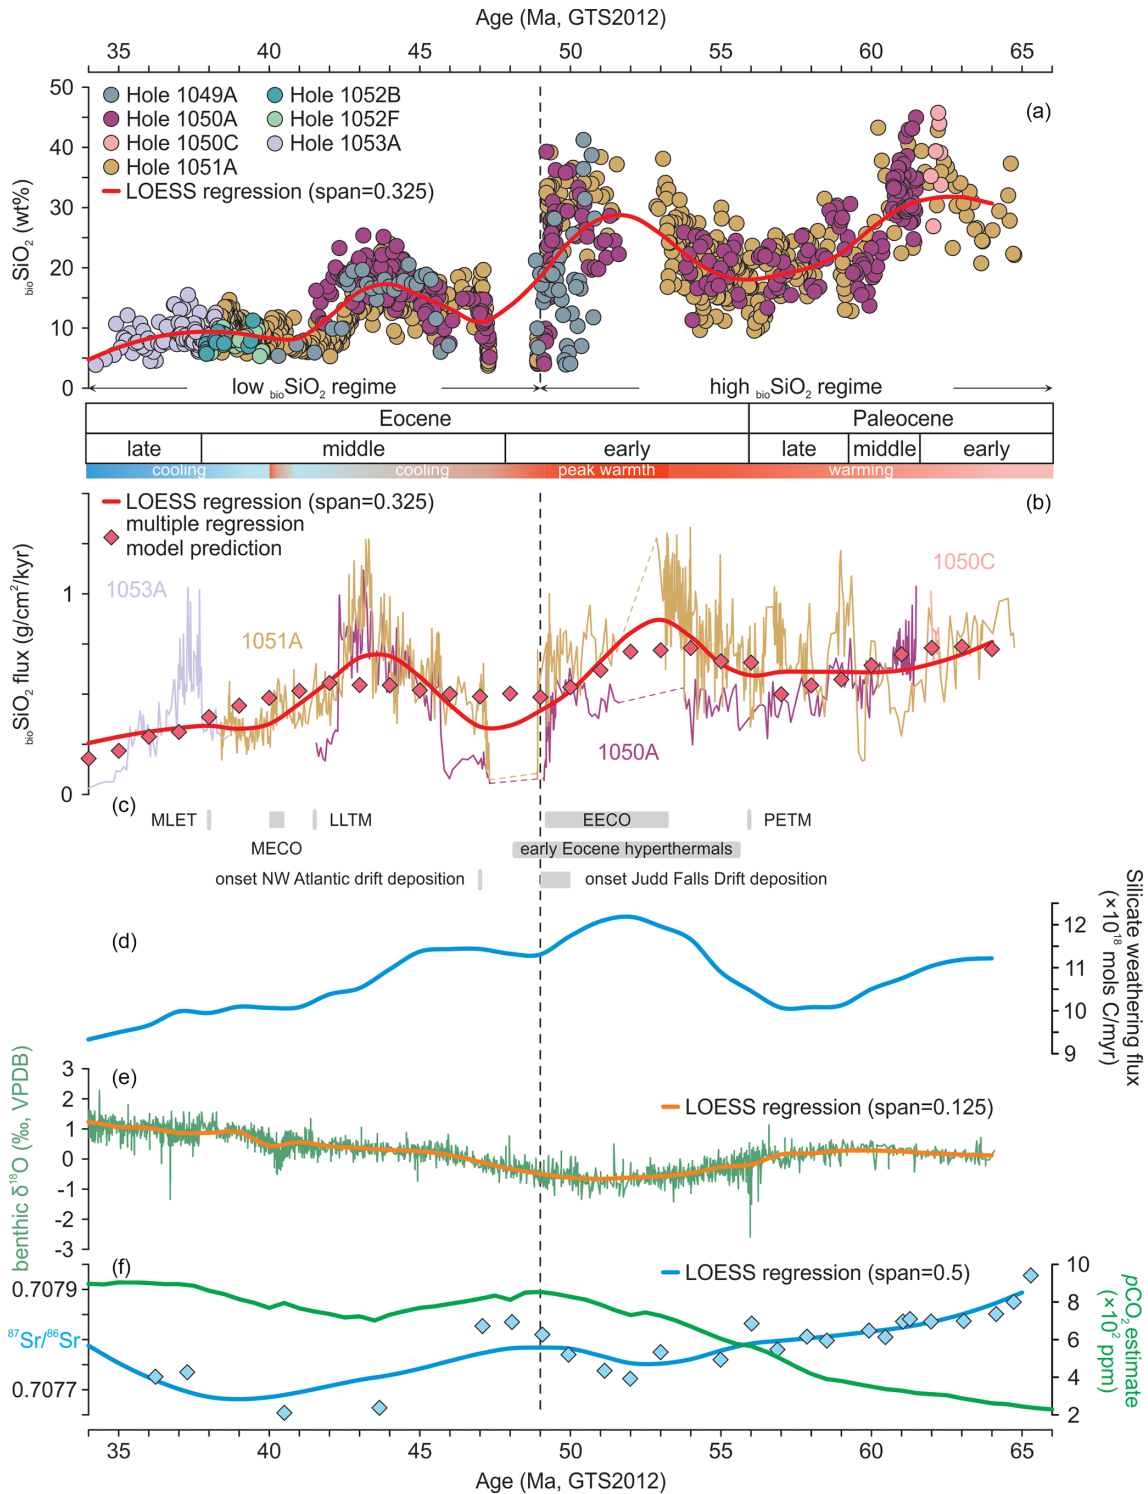 Age (Ma, GTS2012)
35 40 45 50 55 60 65
(a)
bioSiO2 (wt%)
50
40
30
20
10
0
Hole 1049A
Hole 1050A
Hole 1050C
Hole 1051A
Hole 1052B
Hole 1052F
Hole 1053A
LOESS regression (span=0.325)
low bioSiO2 regime
high bioSiO2 regime
Eocene Paleocene
late middle early late middle early
cooling cooling peak warmth warming
(b)
LOESS regression (span=0.325)
multiple regression
model prediction
bioSiO2 flux (g/cm2/kyr)
1
0
1053A
1051A
1050A
1050C
(c)
MLET
LLTM
EECO
PETM
MECO
early Eocene hyperthermals
onset NW Atlantic drift deposition
onset Judd Falls Drift deposition
(d)
Silicate weathering flux
(×10^18 mols C/myr)
12
11
10
9
(e)
benthic δ18O (‰, VPDB)
3
2
1
0
-1
-2
-3
LOESS regression (span=0.125)
(f)
87Sr/86Sr
0.7079
0.7077
LOESS regression (span=0.5)
pCO2 estimate
(×10^2 ppm)
10
8
6
4
2
35 40 45 50 55 60 65
Age (Ma, GTS2012)